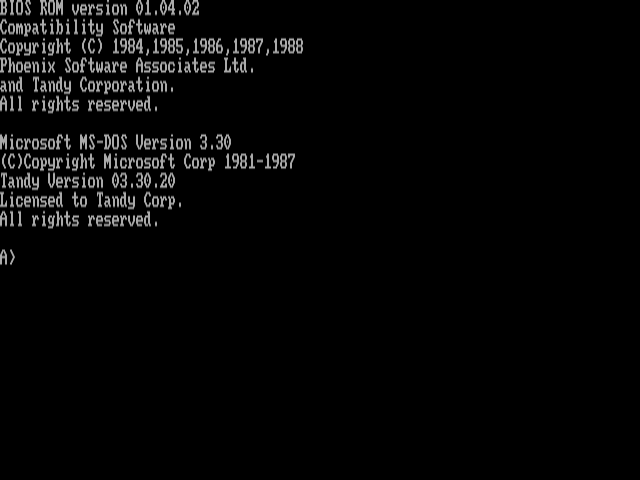 BIOS ROM version 01.04.02
Compatibility Software
Copyright (C) 1984,1985,1986,1987,1988
Phoenix Software Associates Ltd.
and Tandy Corporation.
All rights reserved.

Microsoft MS-DOS Version 3.30
(C)Copyright Microsoft Corp 1981-1987
Tandy Version 03.30.20
Licensed to Tandy Corp.
All rights reserved.

A>